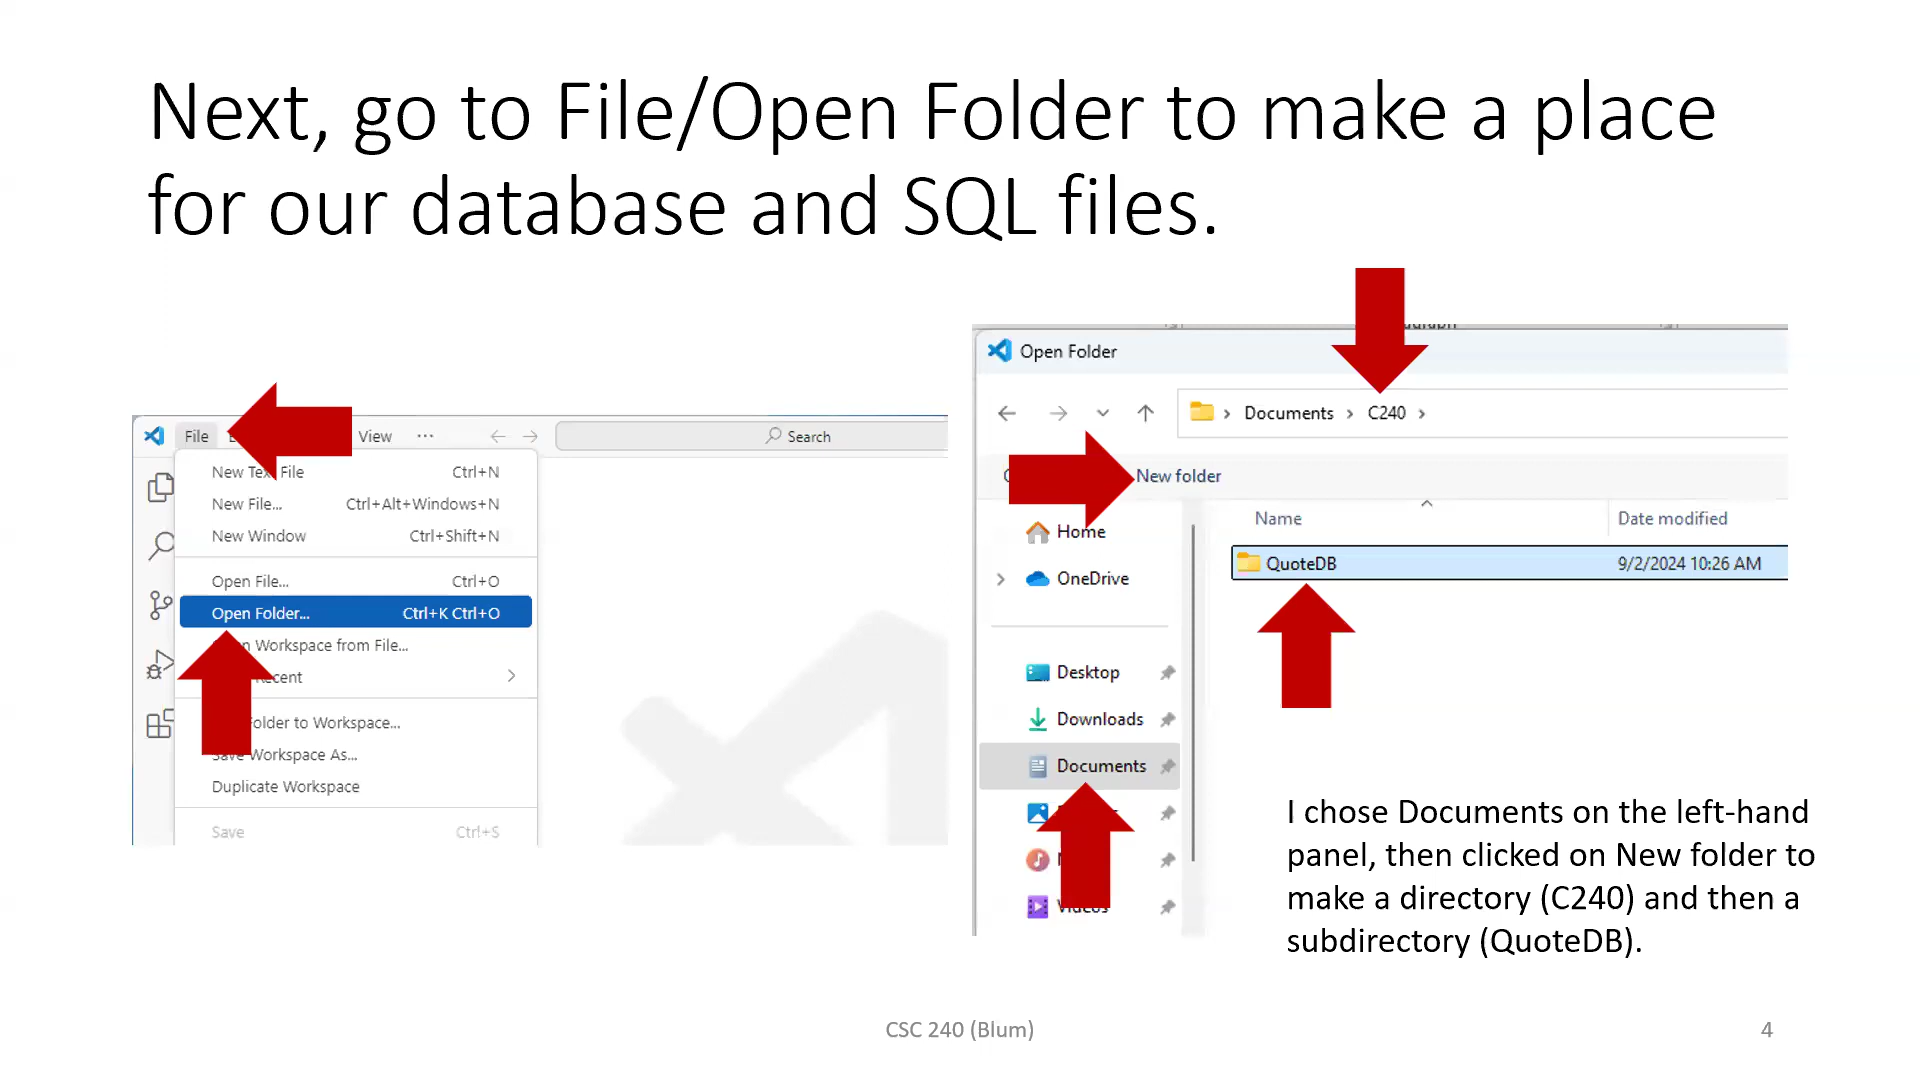 Next, go to File/Open Folder to make a place
for our database and SQL files.
File View ··· Search
New Text File Ctrl+N
New File... Ctrl+Alt+Windows+N
New Window Ctrl+Shift+N
Open File... Ctrl+O
Open Folder... Ctrl+K Ctrl+O
Workspace from File...
Recent
Folder to Workspace...
Save Workspace As...
Duplicate Workspace
Save Ctrl+S
Open Folder
Documents › C240 ›
New folder
Name Date modified
QuoteDB 9/2/2024 10:26 AM
Home
OneDrive
Desktop
Downloads
Documents
Videos
I chose Documents on the left-hand
panel, then clicked on New folder to
make a directory (C240) and then a
subdirectory (QuoteDB).
CSC 240 (Blum) 4